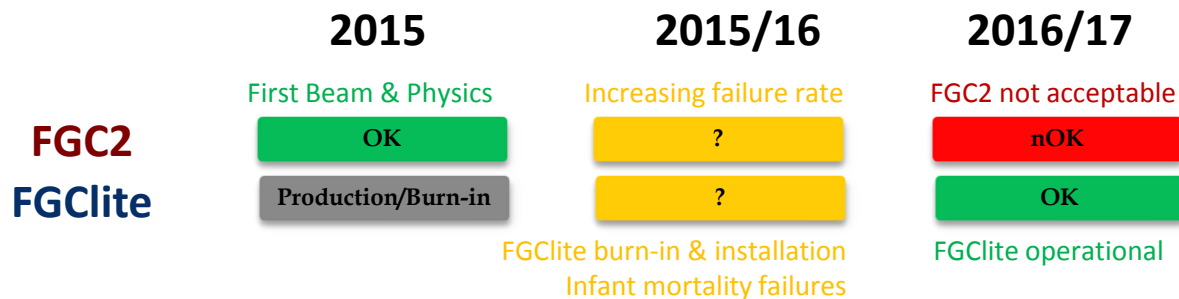 2015 2015/16 2016/17
First Beam & Physics Increasing failure rate FGC2 not acceptable
FGC2 OK ? nOK
FGClite Production/Burn-in ? OK
FGClite burn-in & installation FGClite operational
Infant mortality failures